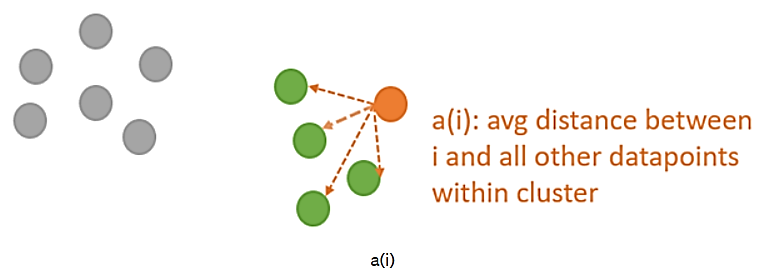 a(i): avg distance between
i and all other datapoints
within cluster
a(i)